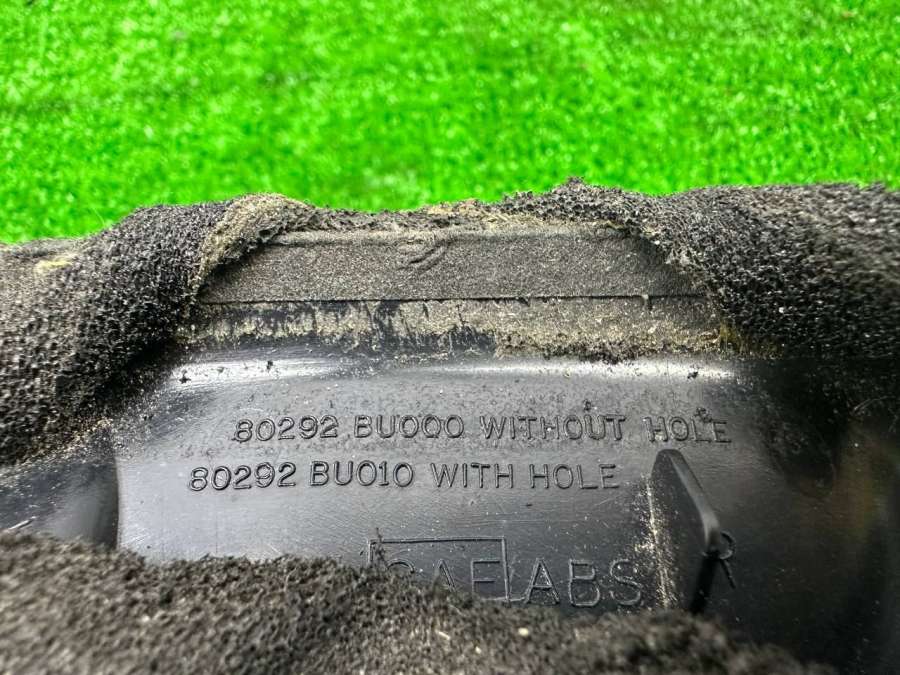 80292 BU000 WITHOUT HOLE
80292 BU010 WITH HOLE
ABS
R